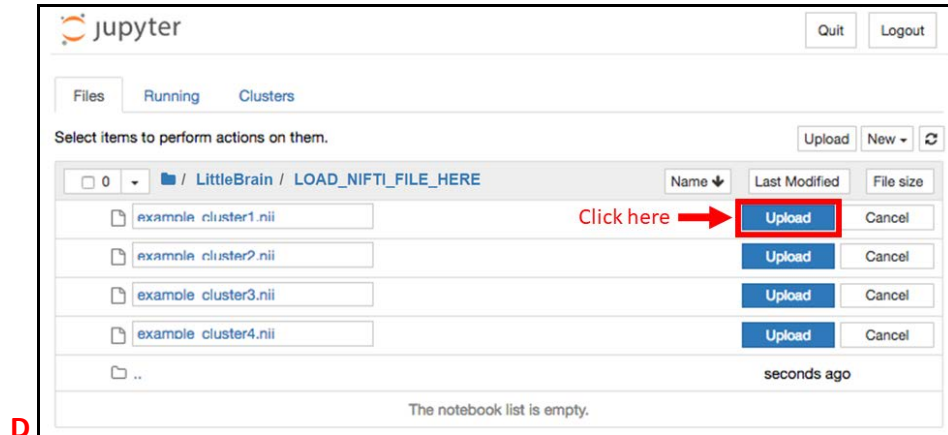 jupyter
Quit Logout
Files Running Clusters
Select items to perform actions on them. Upload New
0 / LittleBrain / LOAD_NIFTI_FILE_HERE Name Last Modified File size
example_cluster1.nii Click here Upload Cancel
example_cluster2.nii Upload Cancel
example_cluster3.nii Upload Cancel
example_cluster4.nii Upload Cancel
.. seconds ago
The notebook list is empty.
D